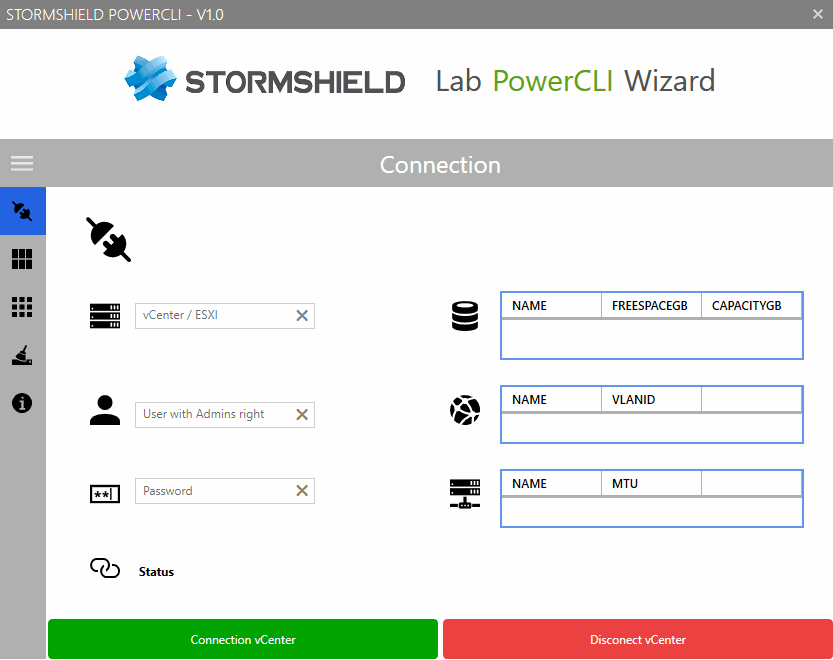 STORMSHIELD POWERCLI - V1.0
STORMSHIELD Lab PowerCLI Wizard
Connection
vCenter / ESXI
NAME FREESPACEGB CAPACITYGB
User with Admins right
NAME VLANID
**
Password
NAME MTU
Status
Connection vCenter
Disconect vCenter